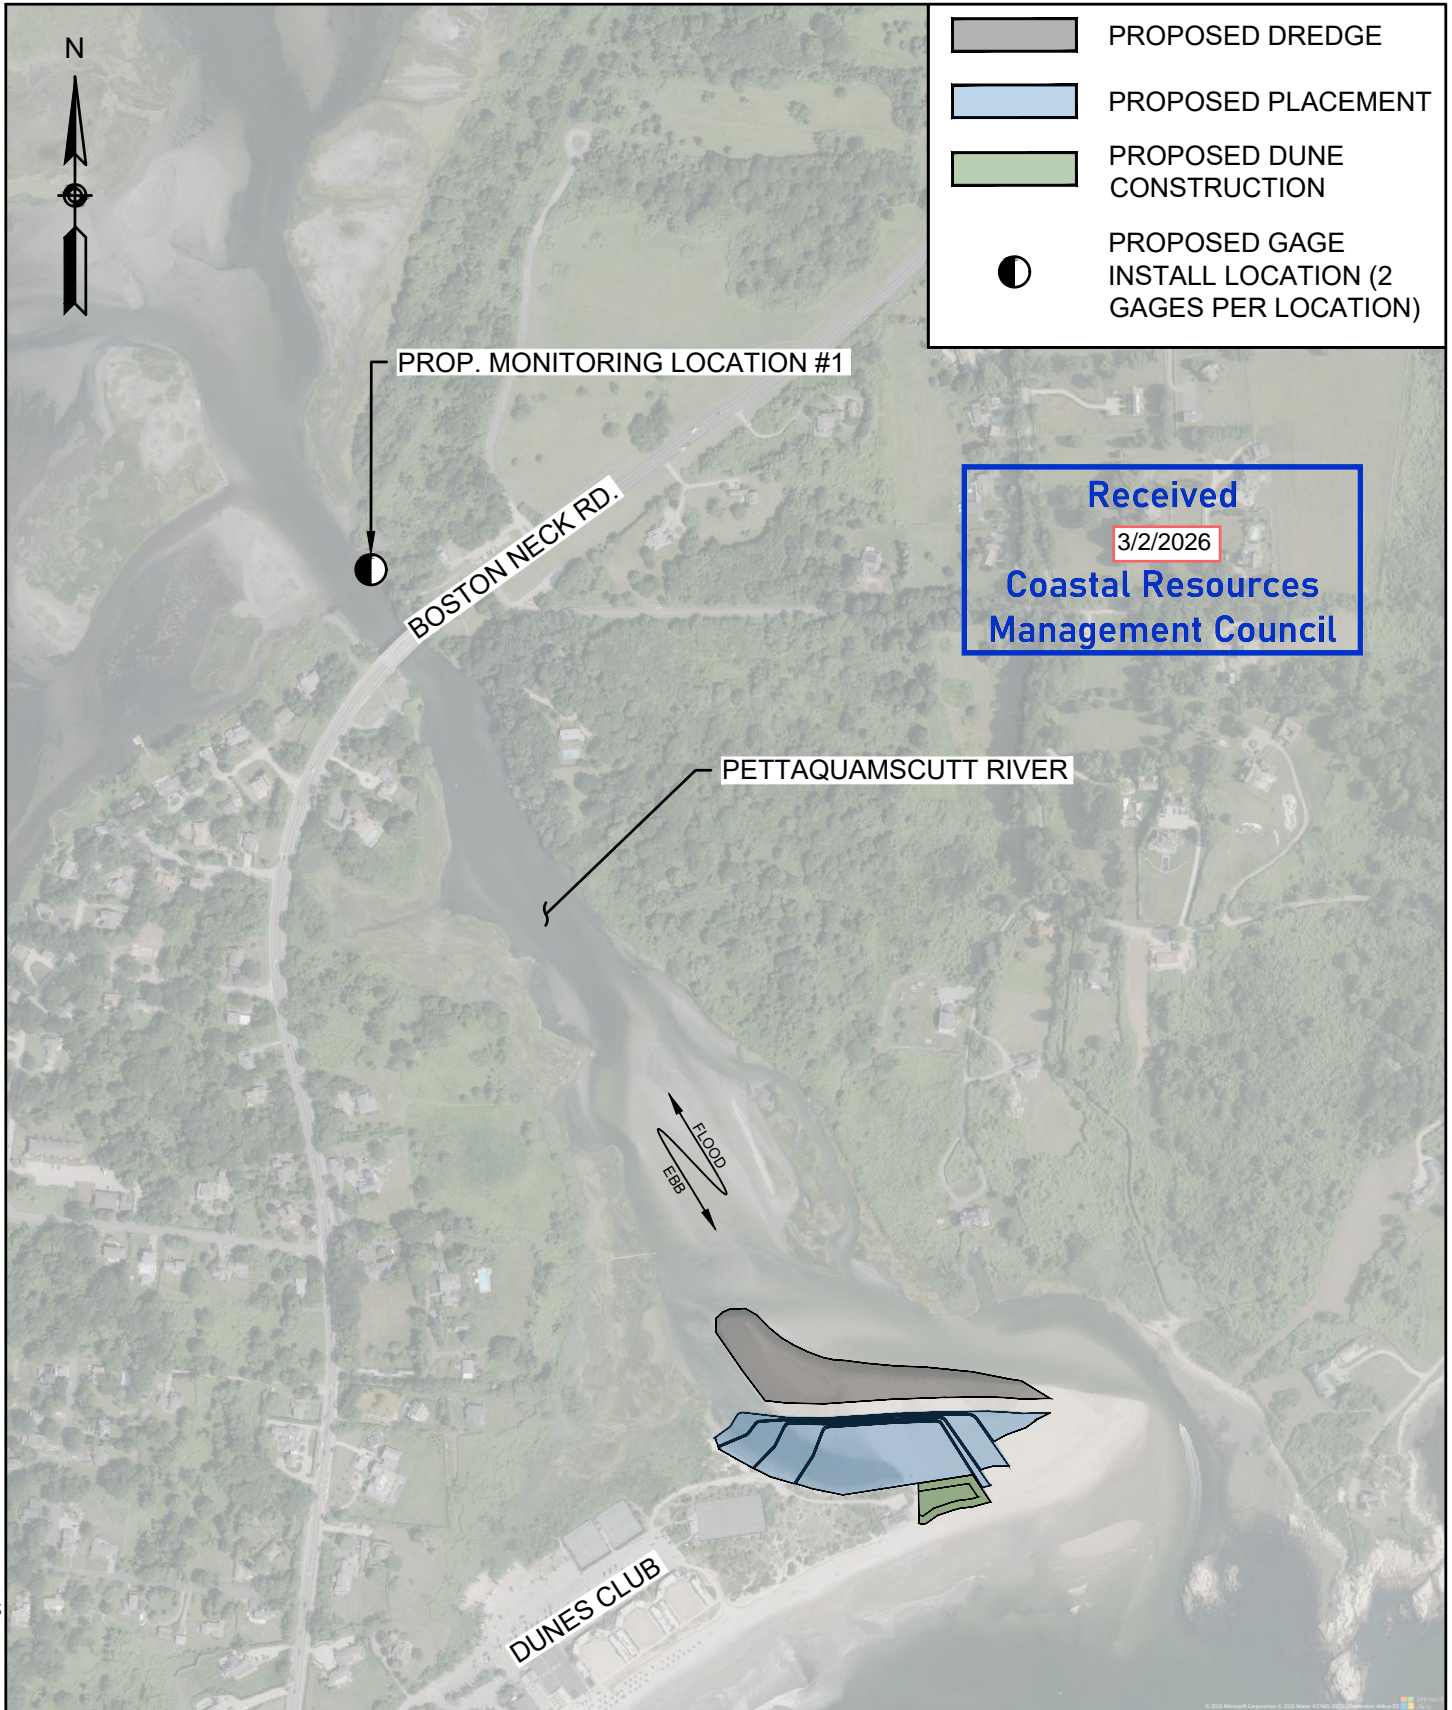 N
PROPOSED DREDGE
PROPOSED PLACEMENT
PROPOSED DUNE
CONSTRUCTION
PROPOSED GAGE
INSTALL LOCATION (2
GAGES PER LOCATION)
PROP. MONITORING LOCATION #1
BOSTON NECK RD.
Received
3/2/2026
Coastal Resources
Management Council
PETTAQUAMSCUTT RIVER
FLOOD
EBB
DUNES CLUB